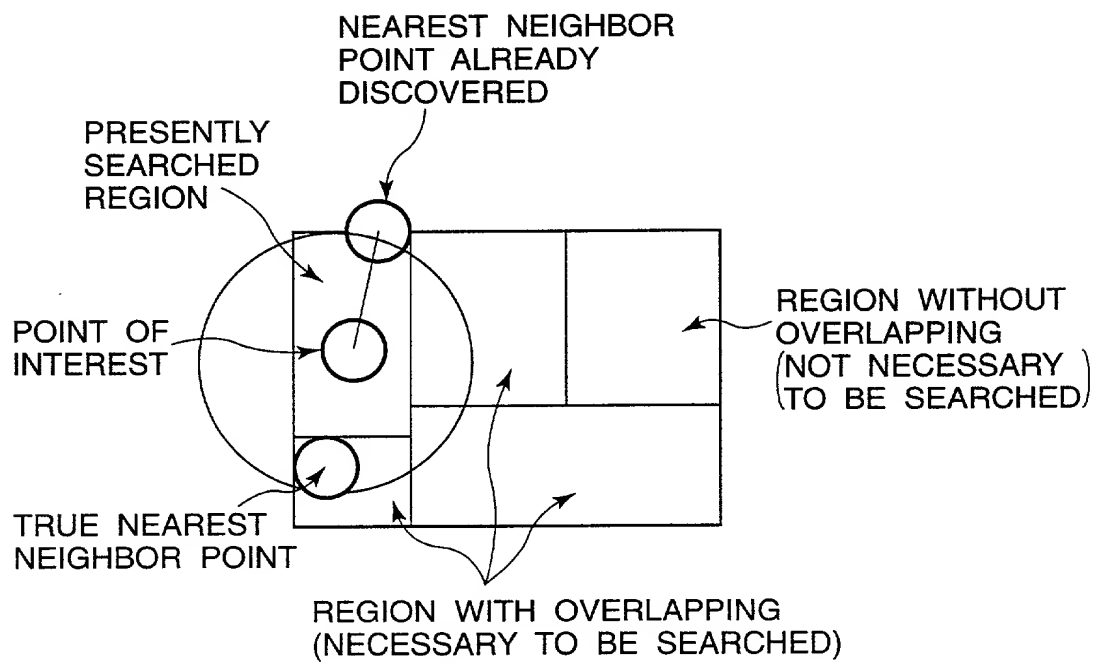 NEAREST NEIGHBOR
POINT ALREADY
DISCOVERED
PRESENTLY
SEARCHED
REGION
POINT OF
INTEREST
REGION WITHOUT
OVERLAPPING
(NOT NECESSARY
TO BE SEARCHED)
TRUE NEAREST
NEIGHBOR POINT
REGION WITH OVERLAPPING
(NECESSARY TO BE SEARCHED)